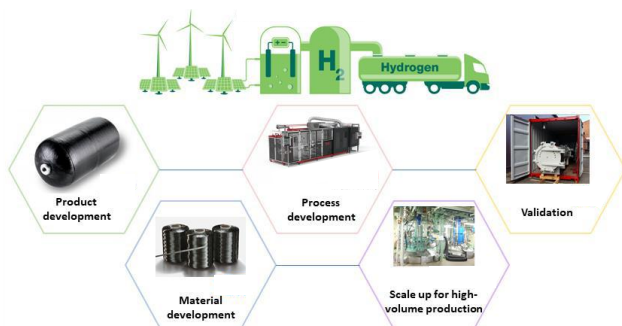 + -
H2
Hydrogen
Product
development
Process
development
Validation
Material
development
Scale up for high-
volume production